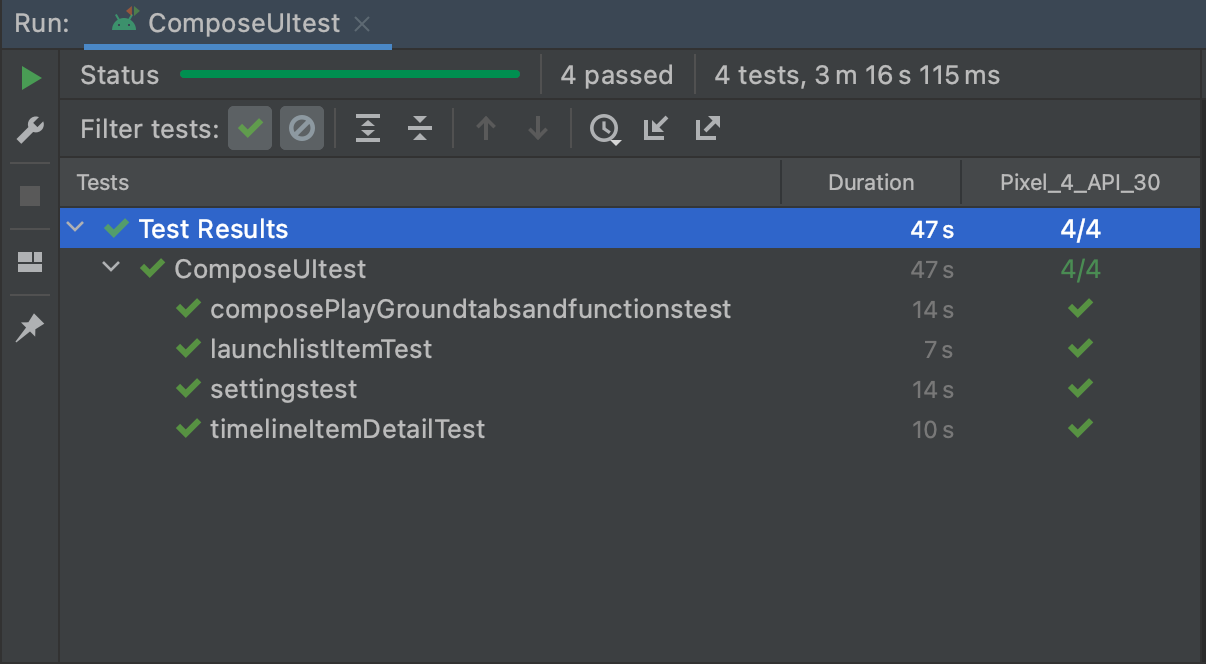 Run: ComposeUItest
Status 4 passed 4 tests, 3 m 16 s 115 ms
Filter tests:
Tests Duration Pixel_4_API_30
Test Results 47 s 4/4
ComposeUItest 47 s 4/4
composePlayGroundtabsandfunctionstest 14 s
launchlistItemTest 7 s
settingstest 14 s
timelineItemDetailTest 10 s